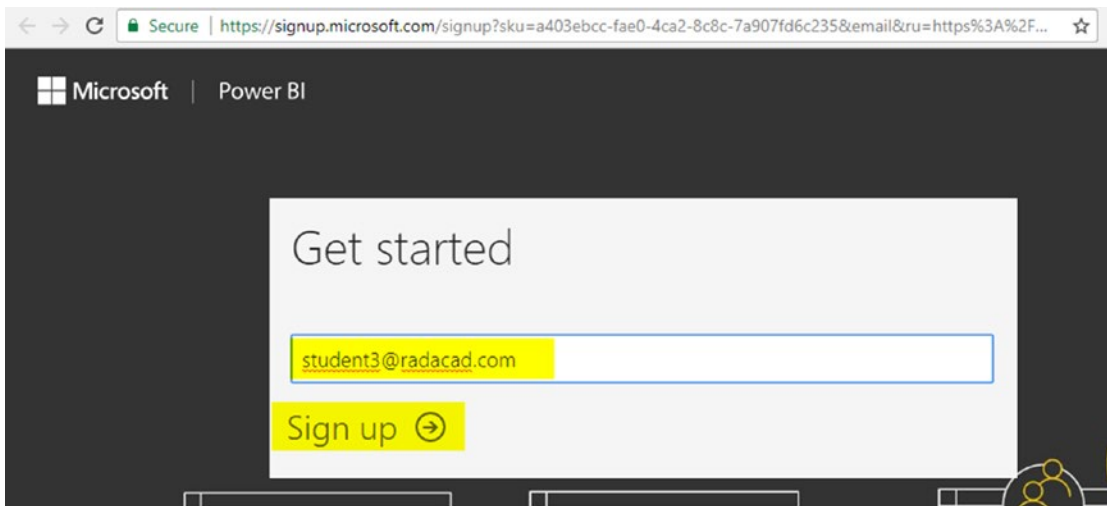 Secure | https://signup.microsoft.com/signup?sku=a403ebcc-fae0-4ca2-8c8c-7a907fd6c235&email&ru=https%3A%2F...
Microsoft | Power BI
Get started
student3@radacad.com
Sign up